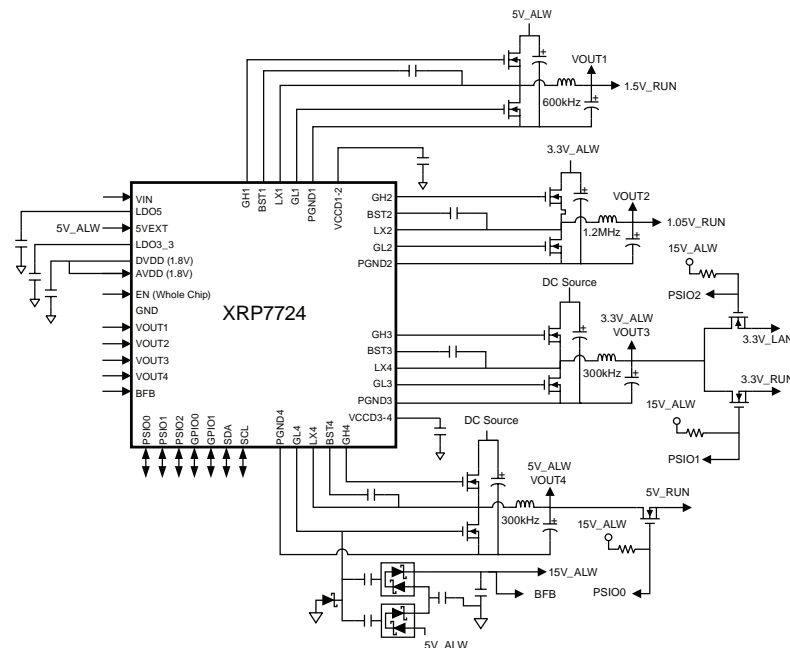 5V_ALW
VOUT1
1.5V_RUN
600kHz
GH1
BST1
LX1
GL1
PGND1
VCCD1-2
3.3V_ALW
VOUT2
1.05V_RUN
1.2MHz
GH2
BST2
LX2
GL2
PGND2
VIN
LDO5
5V_ALW
5VEXT
LDO3_3
DVDD (1.8V)
AVDD (1.8V)
EN (Whole Chip)
GND
VOUT1
VOUT2
VOUT3
VOUT4
BFB
XRP7724
DC Source
15V_ALW
PSIO2
3.3V_LAN
3.3V_ALW
VOUT3
300kHz
GH3
BST3
LX4
GL3
PGND3
VCCD3-4
3.3V_RUN
15V_ALW
PSIO1
PSIO0
PSIO1
PSIO2
GPIO0
GPIO1
SDA
SCL
PGND4
GL4
LX4
BST4
GH4
DC Source
5V_ALW
VOUT4
300kHz
5V_RUN
15V_ALW
PSIO0
15V_ALW
BFB
5V_ALW